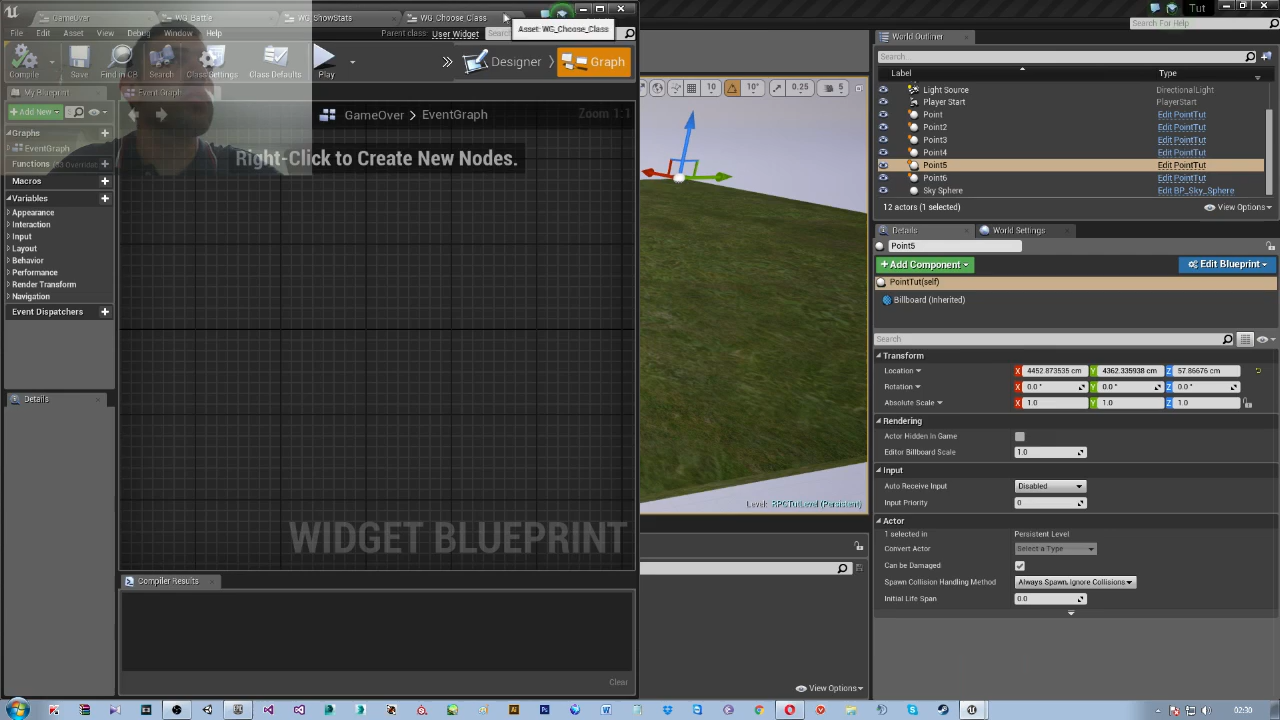 GameOver
WG_Battle
WG_ShowStats
WG_Choose_Class
Tut
File
Edit
Asset
View
Debug
Window
Help
Parent class:
User Widget
Search
Asset: WG_Choose_Class
Search For Help
Compile
Save
Find in CB
Search
Class Settings
Class Defaults
Play
Designer
Graph
My Blueprint
Event Graph
Add New
GameOver > EventGraph
Zoom 1:1
Right-Click to Create New Nodes.
Graphs
EventGraph
Functions
Macros
Variables
Appearance
Interaction
Input
Layout
Behavior
Performance
Render Transform
Navigation
Event Dispatchers
Details
WIDGET BLUEPRINT
Compiler Results
Clear
10
10°
0.25
5
Level: RPGTutLevel (Persistent)
View Options
World Outliner
Search...
Label
Type
Light Source
DirectionalLight
Player Start
PlayerStart
Point
Edit PointTut
Point2
Edit PointTut
Point3
Edit PointTut
Point4
Edit PointTut
Point5
Edit PointTut
Point6
Edit PointTut
Sky Sphere
Edit BP_Sky_Sphere
12 actors (1 selected)
View Options
Details
World Settings
Point5
Add Component
Edit Blueprint
PointTut(self)
Billboard (Inherited)
Search
Transform
Location
X 4452.873535 cm Y 4362.335938 cm Z 57.86676 cm
Rotation
X 0.0 ° Y 0.0 ° Z 0.0 °
Absolute Scale
X 1.0 Y 1.0 Z 1.0
Rendering
Actor Hidden In Game
Editor Billboard Scale
1.0
Input
Auto Receive Input
Disabled
Input Priority
0
Actor
1 selected in
Persistent Level
Convert Actor
Select a Type
Can be Damaged
Spawn Collision Handling Method
Always Spawn, Ignore Collisions
Initial Life Span
0.0
02:30